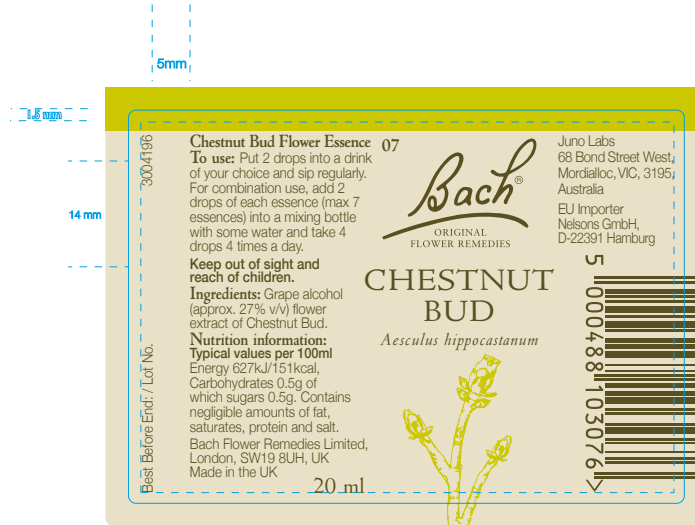 5mm
1.5 mm
14 mm
3004196
Best Before End: / Lot No.
Chestnut Bud Flower Essence
To use: Put 2 drops into a drink
of your choice and sip regularly.
For combination use, add 2
drops of each essence (max 7
essences) into a mixing bottle
with some water and take 4
drops 4 times a day.
Keep out of sight and
reach of children.
Ingredients: Grape alcohol
(approx. 27% v/v) flower
extract of Chestnut Bud.
Nutrition information:
Typical values per 100ml
Energy 627kJ/151kcal,
Carbohydrates 0.5g of
which sugars 0.5g. Contains
negligible amounts of fat,
saturates, protein and salt.
Bach Flower Remedies Limited,
London, SW19 8UH, UK
Made in the UK
20 ml
07
Bach®
ORIGINAL
FLOWER REMEDIES
CHESTNUT
BUD
Aesculus hippocastanum
Juno Labs
68 Bond Street West,
Mordialloc, VIC, 3195,
Australia
EU Importer
Nelsons GmbH,
D-22391 Hamburg
5 000488 103076 >